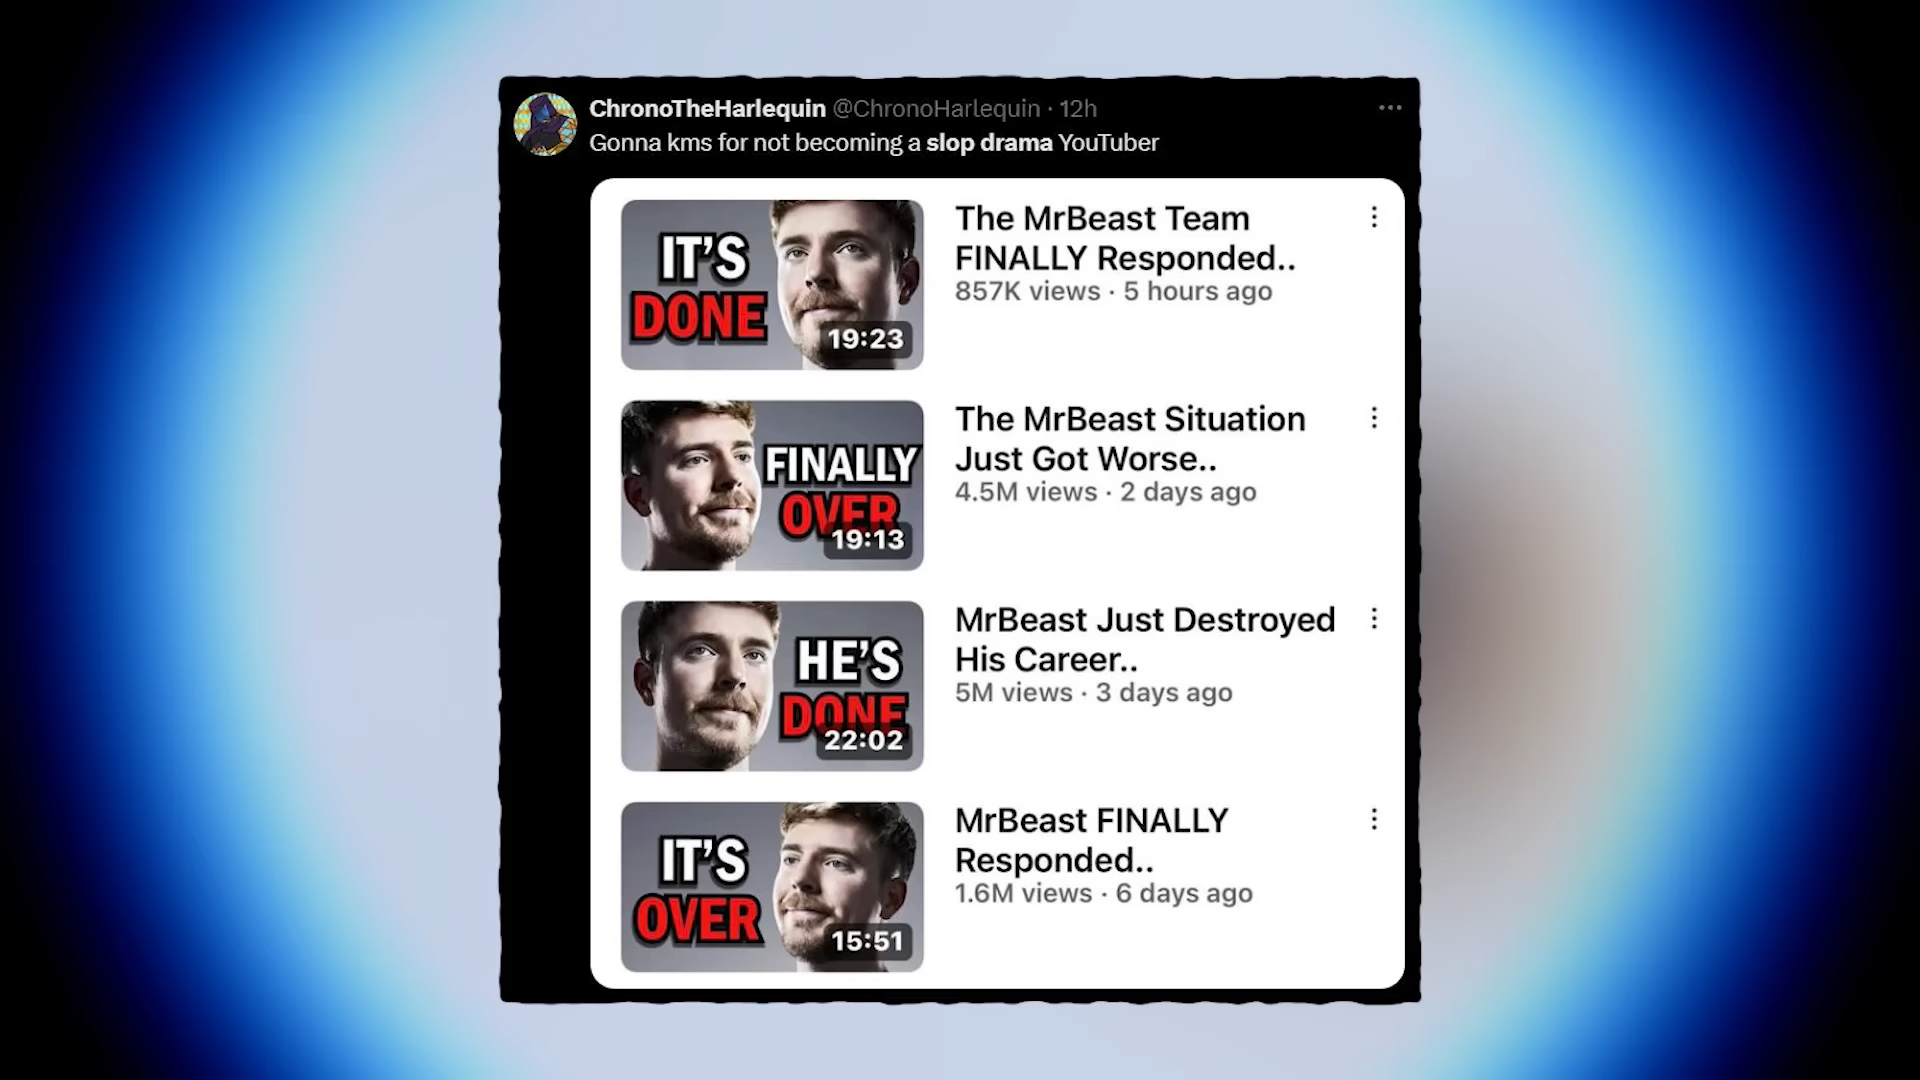 ChronoTheHarlequin @ChronoHarlequin · 12h
Gonna kms for not becoming a slop drama YouTuber
IT'S
DONE
19:23
The MrBeast Team
FINALLY Responded..
857K views · 5 hours ago
FINALLY
OVER
19:13
The MrBeast Situation
Just Got Worse..
4.5M views · 2 days ago
HE'S
DONE
22:02
MrBeast Just Destroyed
His Career..
5M views · 3 days ago
IT'S
OVER
15:51
MrBeast FINALLY
Responded..
1.6M views · 6 days ago